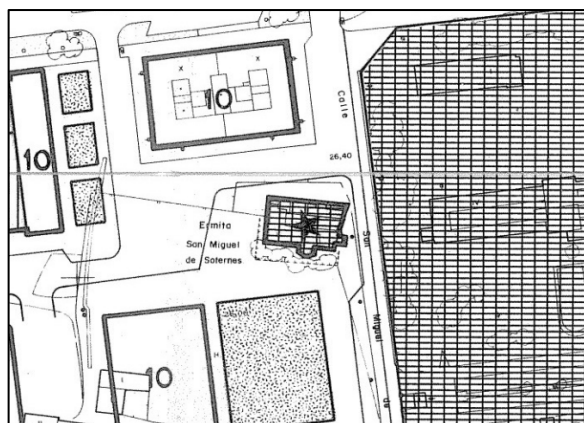 x x
10
Calle
26,40
10
Ermita
San Miguel
de Soternes
San
Miguel
de
10